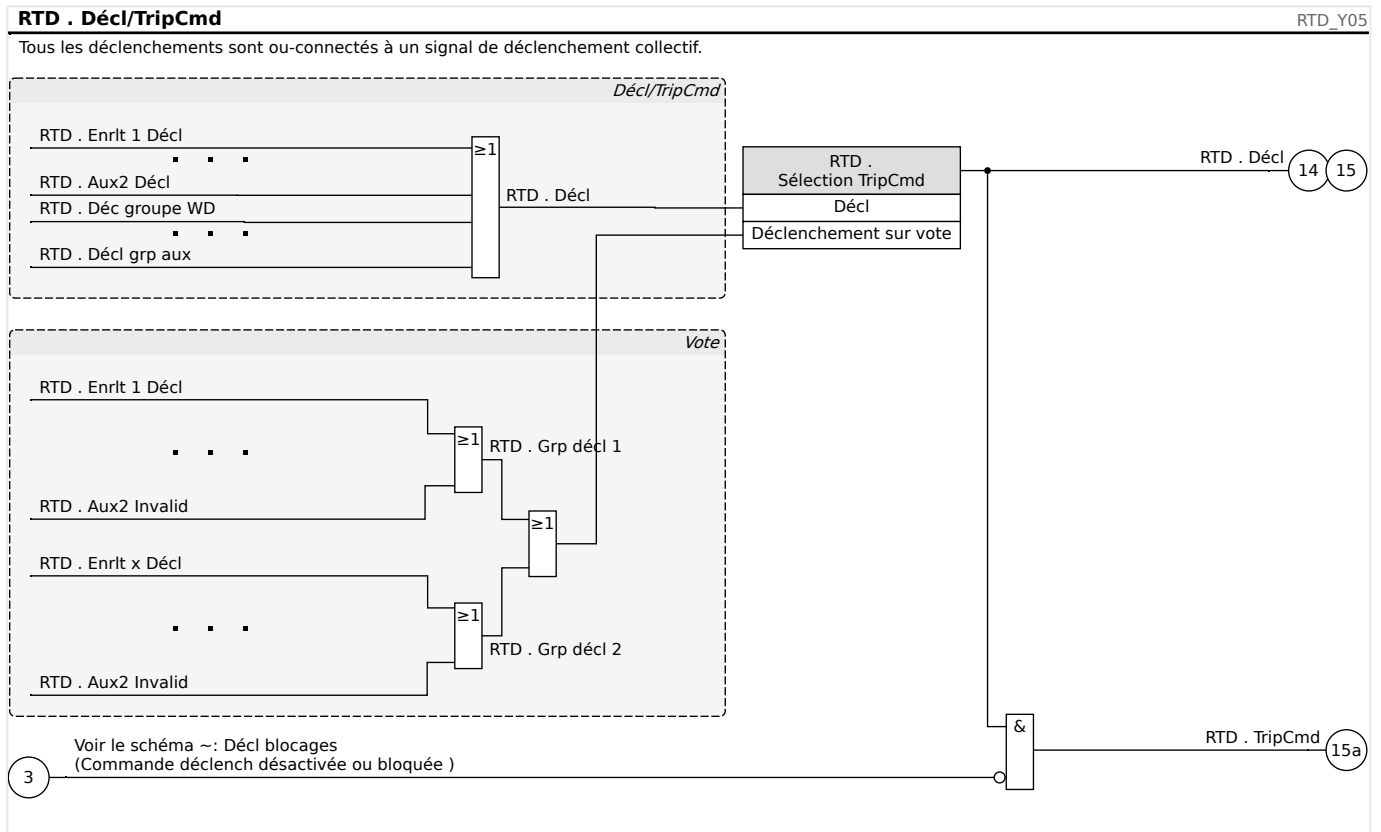 RTD . Décl/TripCmd
RTD_Y05
Tous les déclenchements sont ou-connectés à un signal de déclenchement collectif.
Décl/TripCmd
RTD . Enrlt 1 Décl
≥1
RTD . Aux2 Décl
RTD . Déc groupe WD
RTD . Décl grp aux
RTD . Décl
RTD .
Sélection TripCmd
Décl
Déclenchement sur vote
RTD . Décl
14
15
Vote
RTD . Enrlt 1 Décl
≥1
RTD . Grp décl 1
RTD . Aux2 Invalid
≥1
RTD . Enrlt x Décl
≥1
RTD . Grp décl 2
RTD . Aux2 Invalid
&
RTD . TripCmd
15a
Voir le schéma ~: Décl blocages
(Commande déclench désactivée ou bloquée )
3